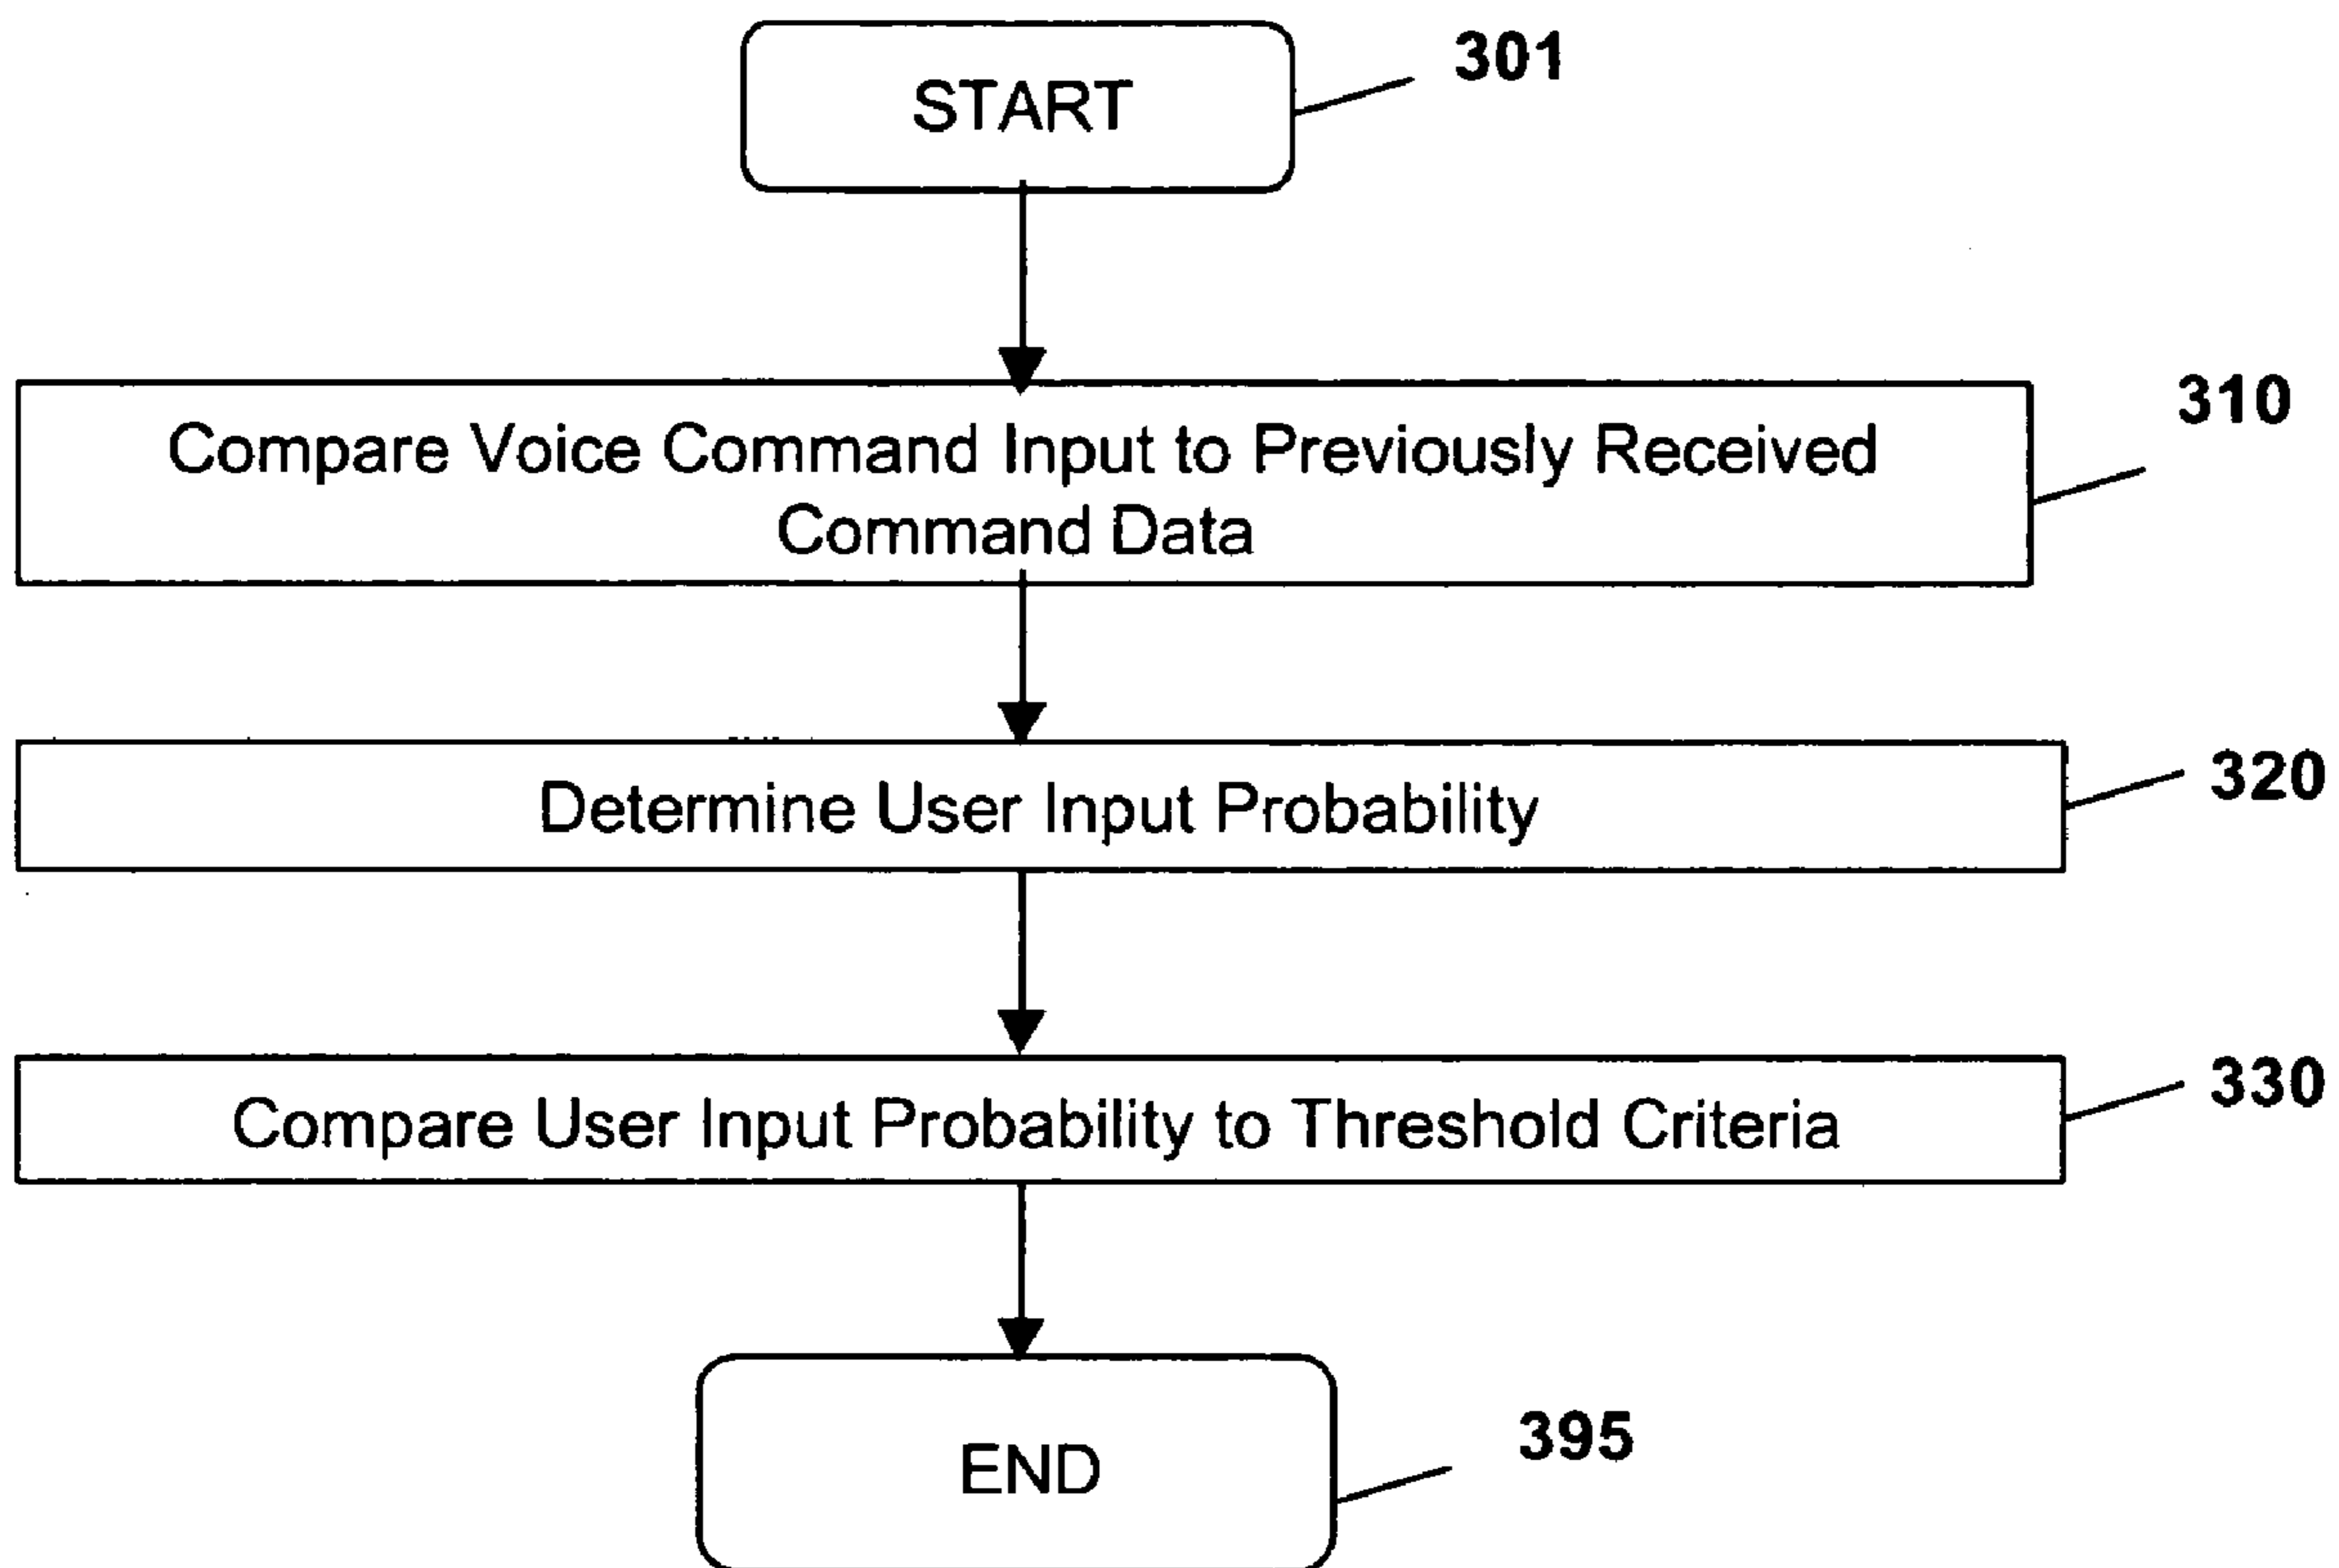 START
301
Compare Voice Command Input to Previously Received
Command Data
310
Determine User Input Probability
320
Compare User Input Probability to Threshold Criteria
330
END
395